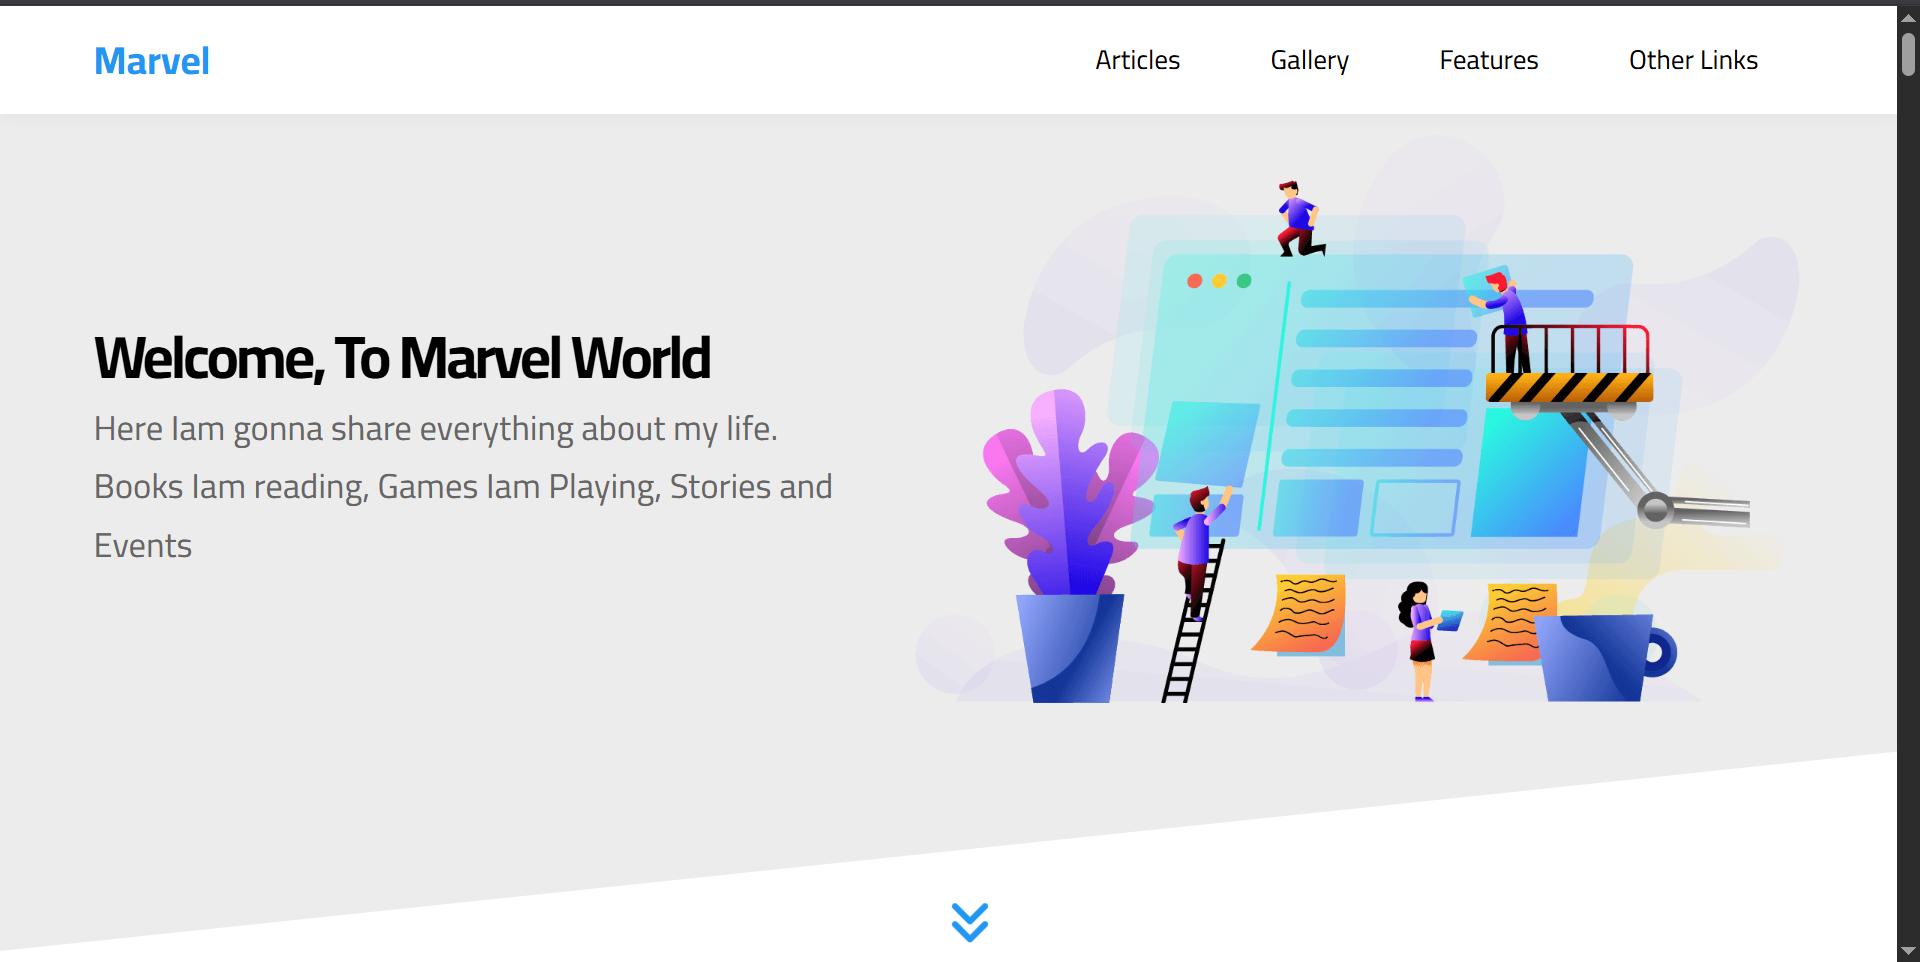 Marvel
Articles
Gallery
Features
Other Links
Welcome, To Marvel World
Here Iam gonna share everything about my life.
Books Iam reading, Games Iam Playing, Stories and
Events